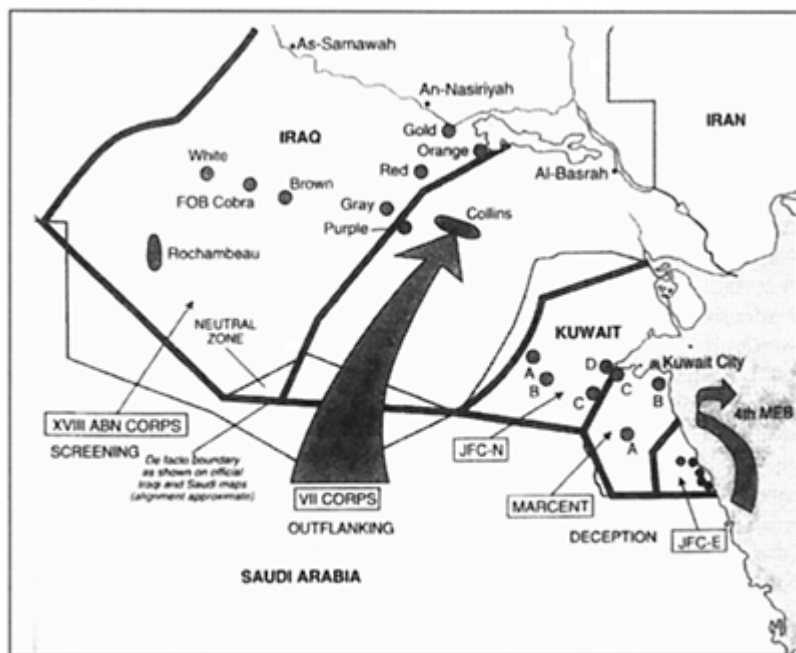 As-Samawah
An-Nasiriyah
IRAN
Gold
IRAQ
Orange
White
Red
Al-Basrah
FOB Cobra
Brown
Gray
Collins
Purple
Rochambeau
NEUTRAL
ZONE
KUWAIT
A
D
Kuwait City
B
C
B
C
4th MEB
XVIII ABN CORPS
SCREENING
JFC-N
A
De facto boundary
as shown on official
Iraqi and Saudi maps
(alignment approximate)
VII CORPS
OUTFLANKING
MARCENT
DECEPTION
JFC-E
SAUDI ARABIA